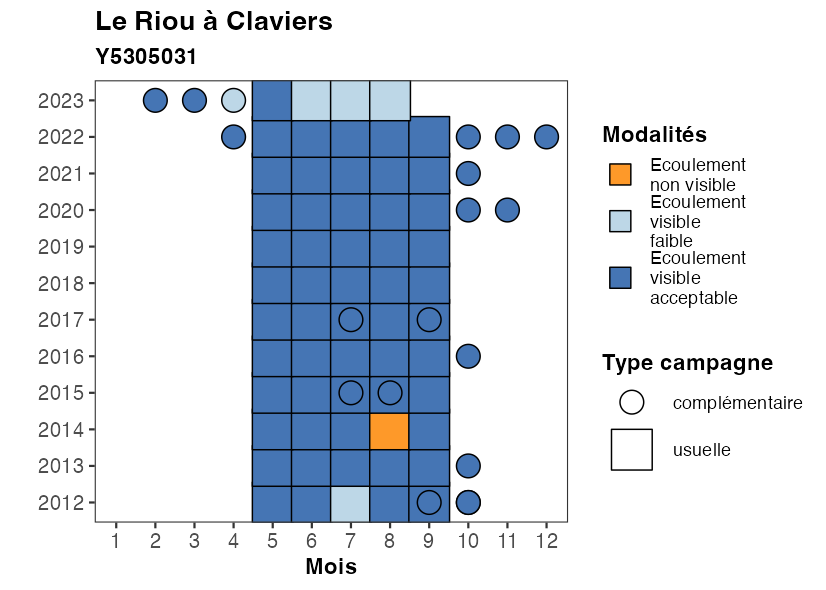 Le Riou à Claviers
Y5305031
2023
2022
2021
2020
2019
2018
2017
2016
2015
2014
2013
2012
1 2 3 4 5 6 7 8 9 10 11 12
Mois
Modalités
Ecoulement
non visible
Ecoulement
visible
faible
Ecoulement
visible
acceptable
Type campagne
complémentaire
usuelle